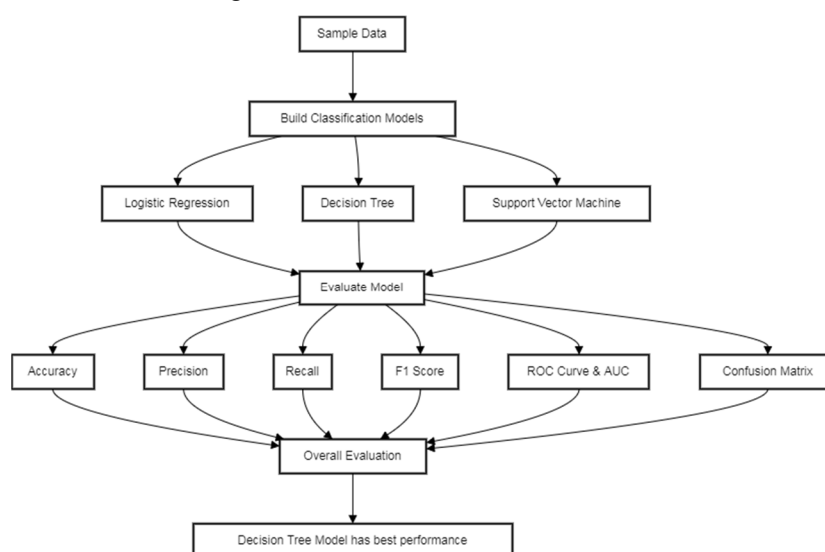 Sample Data
Build Classification Models
Logistic Regression
Decision Tree
Support Vector Machine
Evaluate Model
Accuracy
Precision
Recall
F1 Score
ROC Curve & AUC
Confusion Matrix
Overall Evaluation
Decision Tree Model has best performance